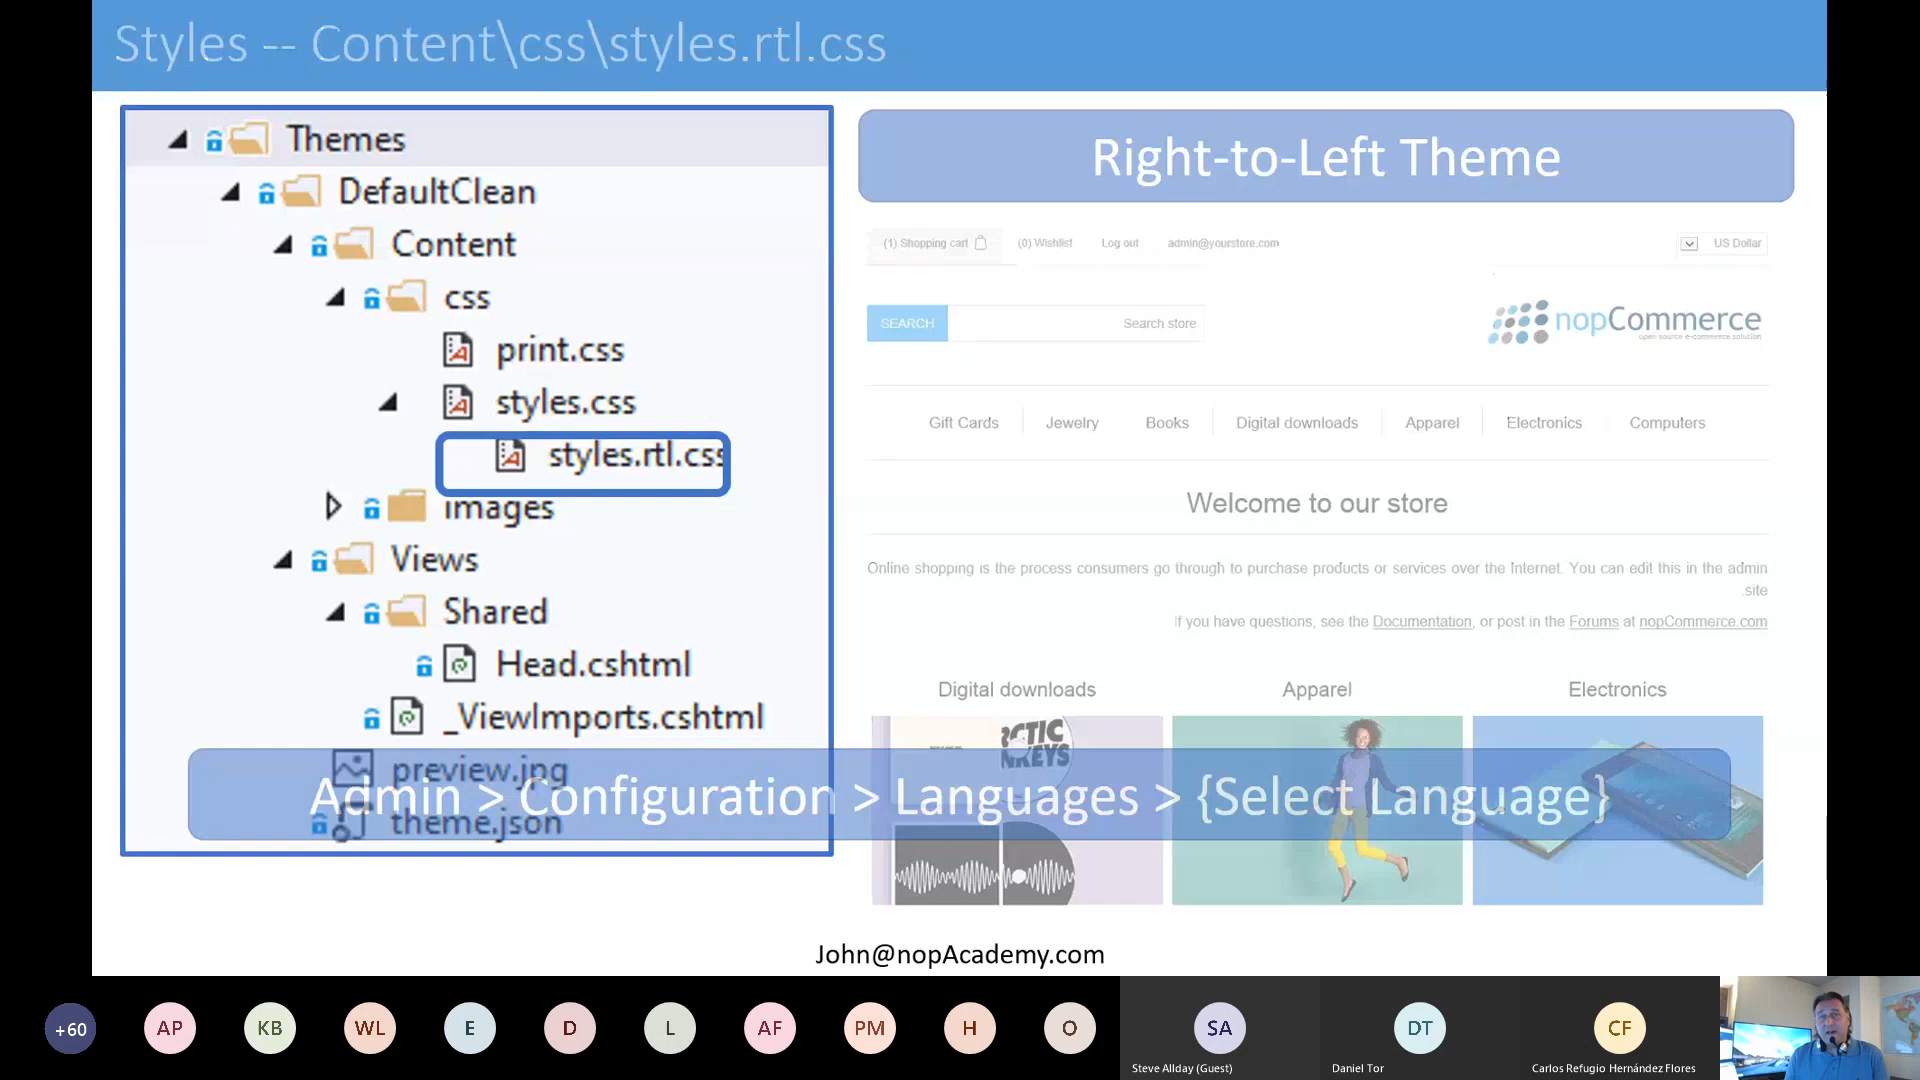 Styles -- Content\css\styles.rtl.css
Themes
DefaultClean
Content
css
print.css
styles.css
styles.rtl.css
images
Views
Shared
Head.cshtml
_ViewImports.cshtml
preview.jpg
theme.json
Right-to-Left Theme
(1) Shopping cart (0) Wishlist Log out admin@yourstore.com US Dollar
SEARCH Search store
nopCommerce
open source e-commerce solution
Gift Cards Jewelry Books Digital downloads Apparel Electronics Computers
Welcome to our store
Online shopping is the process consumers go through to purchase products or services over the Internet. You can edit this in the admin
.site
If you have questions, see the Documentation, or post in the Forums at nopCommerce.com
Digital downloads Apparel Electronics
Admin > Configuration > Languages > {Select Language}
John@nopAcademy.com
+60 AP KB WL E D L AF PM H O SA DT CF
Steve Allday (Guest) Daniel Tor Carlos Refugio Hernández Flores